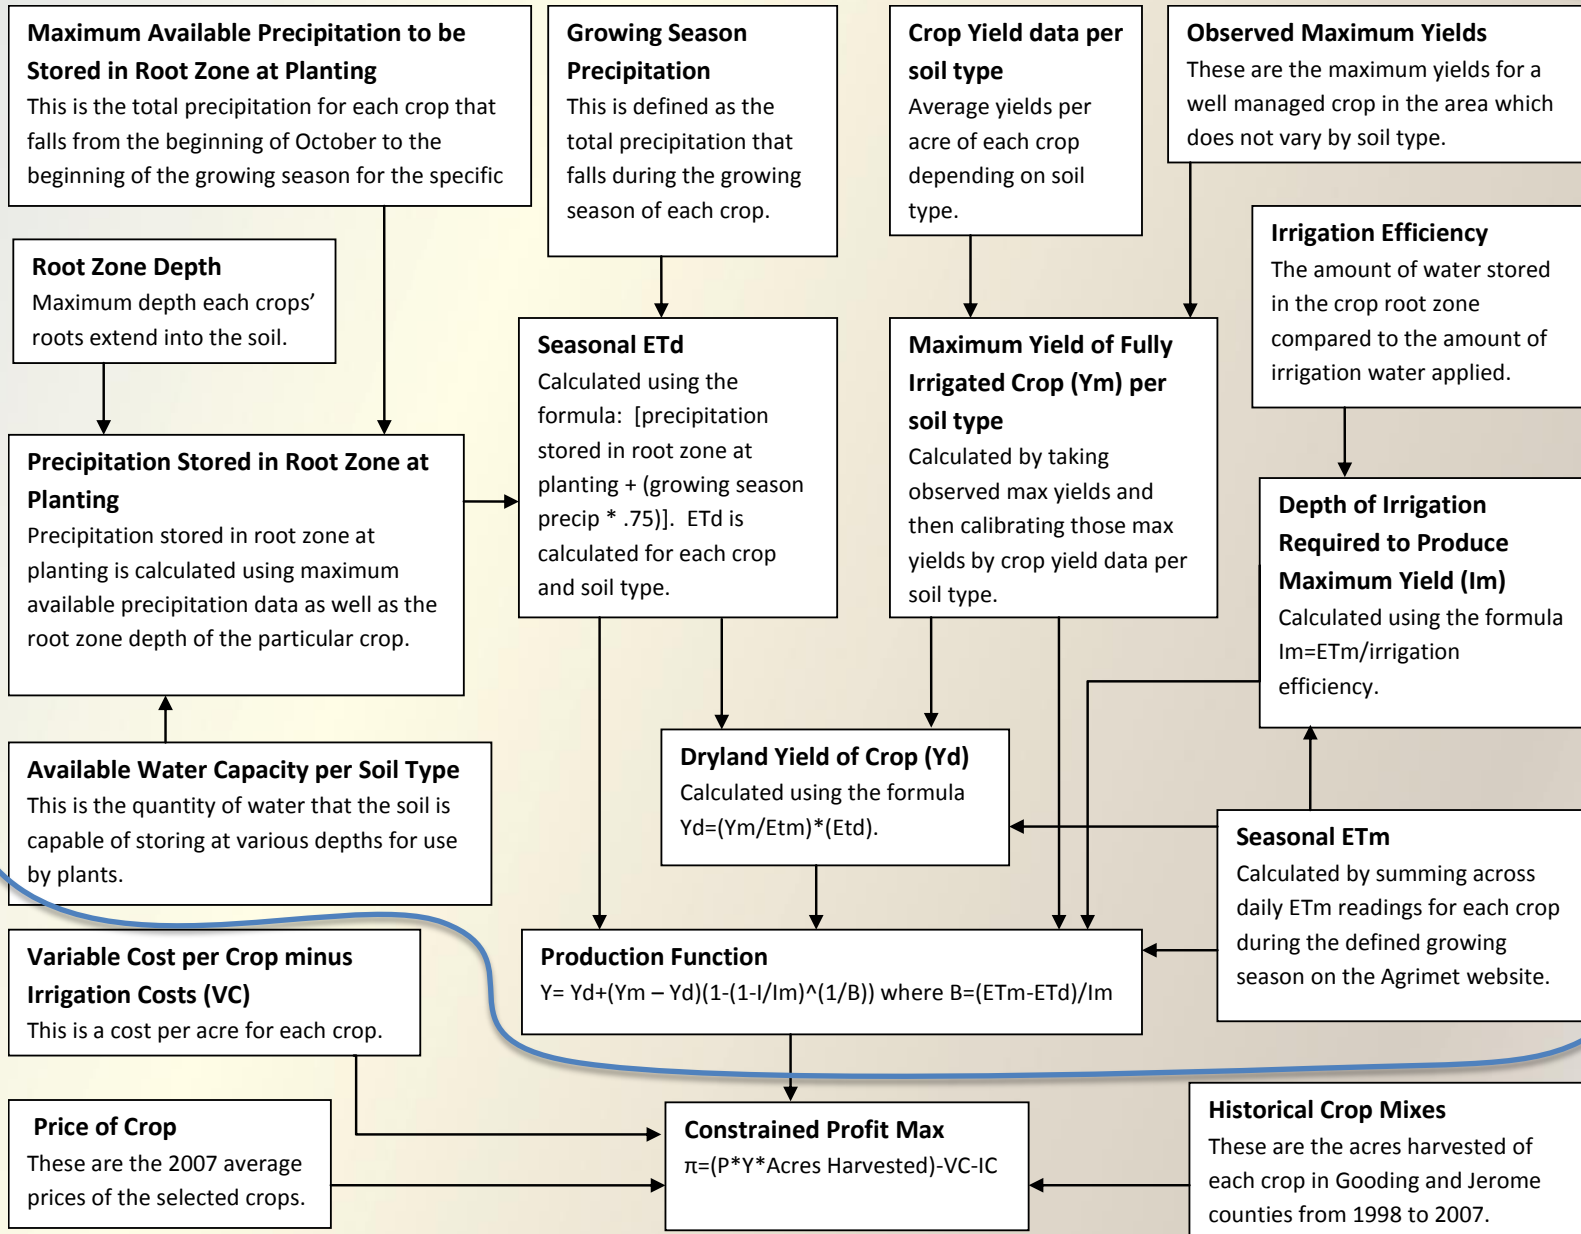 Maximum Available Precipitation to be
Stored in Root Zone at Planting
This is the total precipitation for each crop that
falls from the beginning of October to the
beginning of the growing season for the specific
Growing Season
Precipitation
This is defined as the
total precipitation that
falls during the growing
season of each crop.
Crop Yield data per
soil type
Average yields per
acre of each crop
depending on soil
type.
Observed Maximum Yields
These are the maximum yields for a
well managed crop in the area which
does not vary by soil type.
Root Zone Depth
Maximum depth each crops’
roots extend into the soil.
Irrigation Efficiency
The amount of water stored
in the crop root zone
compared to the amount of
irrigation water applied.
Seasonal ETd
Calculated using the
formula:  [precipitation
stored in root zone at
planting + (growing season
precip * .75)].  ETd is
calculated for each crop
and soil type.
Maximum Yield of Fully
Irrigated Crop (Ym) per
soil type
Calculated by taking
observed max yields and
then calibrating those max
yields by crop yield data per
soil type.
Precipitation Stored in Root Zone at
Planting
Precipitation stored in root zone at
planting is calculated using maximum
available precipitation data as well as the
root zone depth of the particular crop.
Depth of Irrigation
Required to Produce
Maximum Yield (Im)
Calculated using the formula
Im=ETm/irrigation
efficiency.
Available Water Capacity per Soil Type
This is the quantity of water that the soil is
capable of storing at various depths for use
by plants.
Dryland Yield of Crop (Yd)
Calculated using the formula
Yd=(Ym/Etm)*(Etd).
Seasonal ETm
Calculated by summing across
daily ETm readings for each crop
during the defined growing
season on the Agrimet website.
Variable Cost per Crop minus
Irrigation Costs (VC)
This is a cost per acre for each crop.
Production Function
Y= Yd+(Ym – Yd)(1-(1-I/Im)^(1/B)) where B=(ETm-ETd)/Im
Price of Crop
These are the 2007 average
prices of the selected crops.
Constrained Profit Max
π=(P*Y*Acres Harvested)-VC-IC
Historical Crop Mixes
These are the acres harvested of
each crop in Gooding and Jerome
counties from 1998 to 2007.